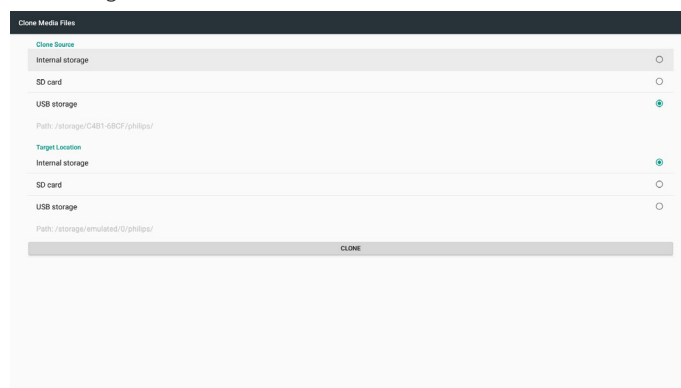 Clone Media Files
Clone Source
Internal storage
SD card
USB storage
Path: /storage/C4B1-6BCF/philips/
Target Location
Internal storage
SD card
USB storage
Path: /storage/emulated/0/philips/
CLONE